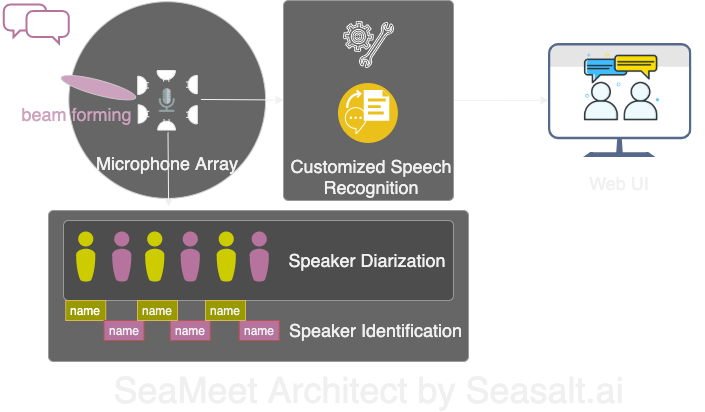 beam forming
Microphone Array
Customized Speech
Recognition
Web UI
Speaker Diarization
name name name
name name name
Speaker Identification
SeaMeet Architect by Seasalt.ai